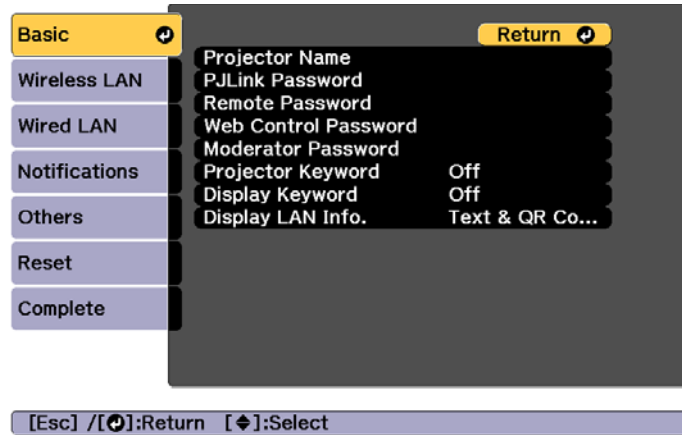 Basic
Wireless LAN
Wired LAN
Notifications
Others
Reset
Complete
Return
Projector Name
PJLink Password
Remote Password
Web Control Password
Moderator Password
Projector Keyword Off
Display Keyword Off
Display LAN Info. Text & QR Co...
[Esc] /[⏎]:Return [◆]:Select